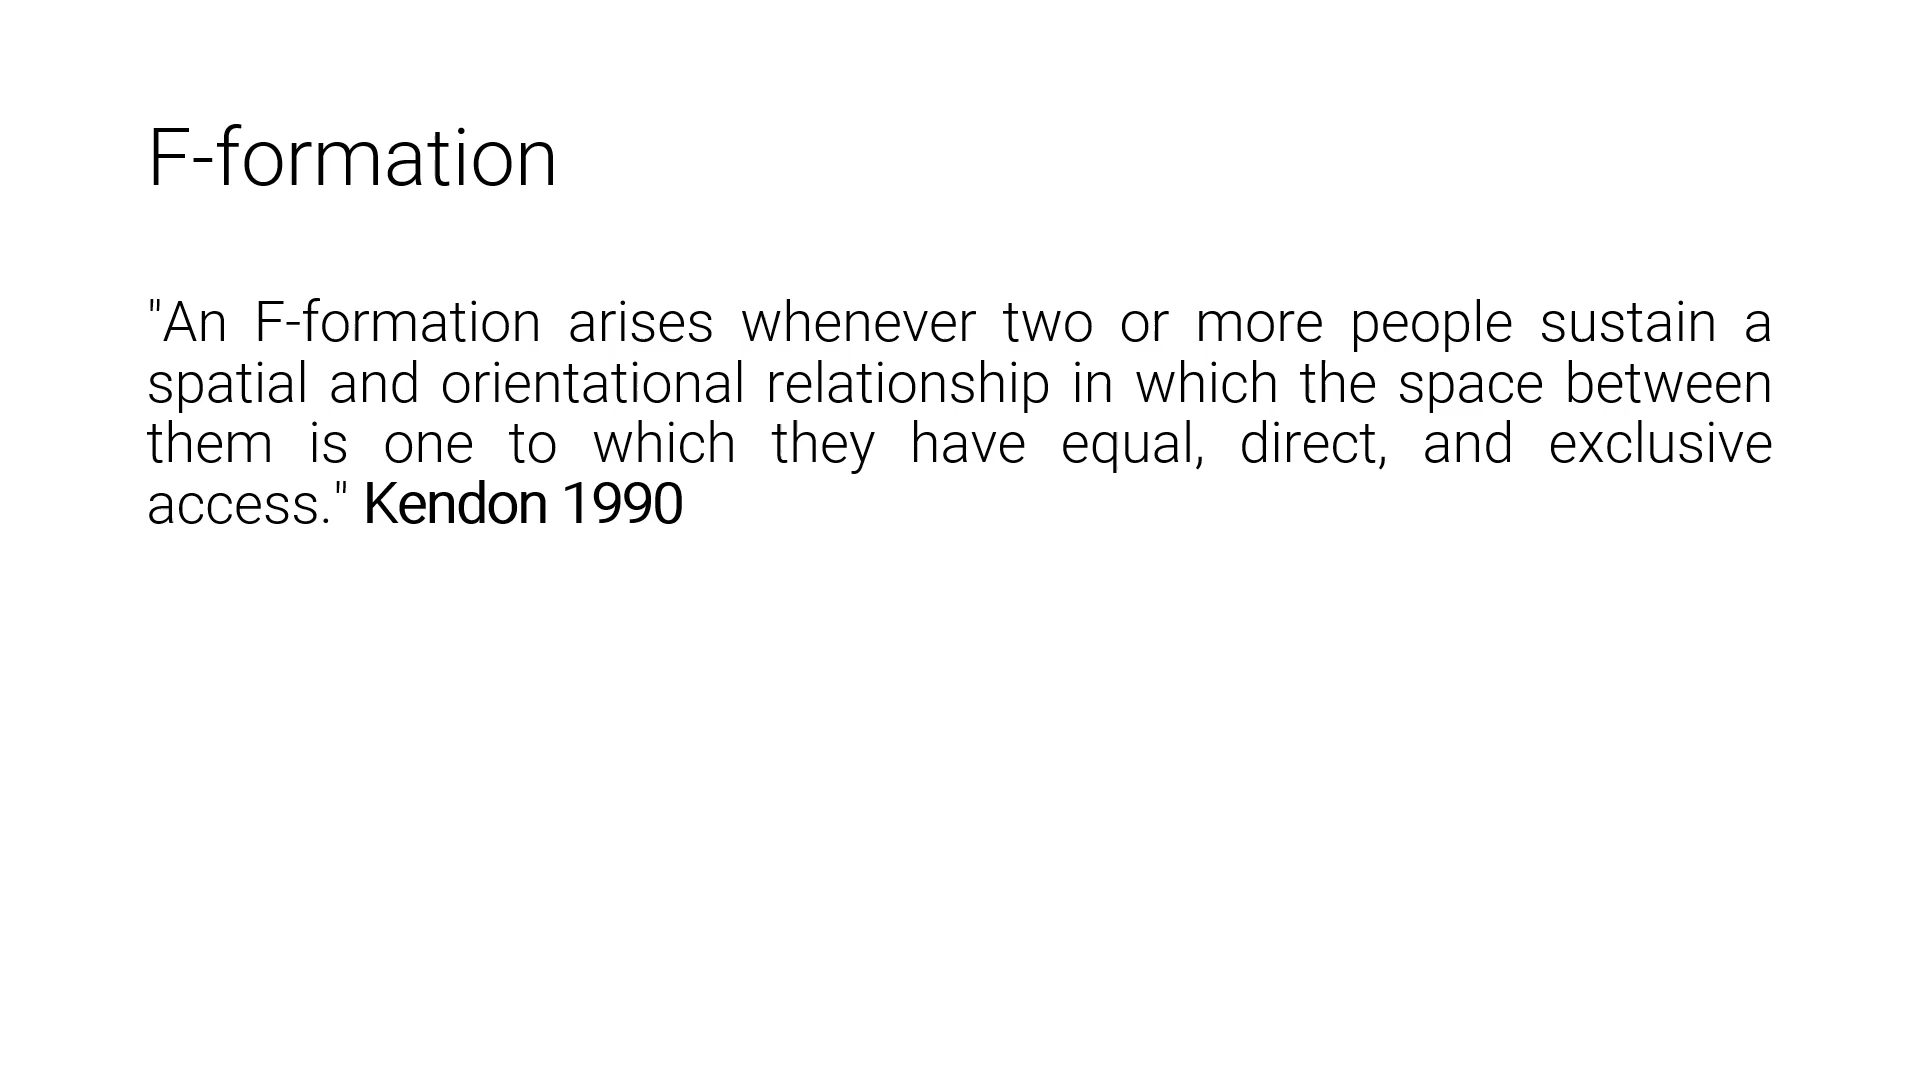 F-formation
"An F-formation arises whenever two or more people sustain a
spatial and orientational relationship in which the space between
them is one to which they have equal, direct, and exclusive
access." Kendon 1990